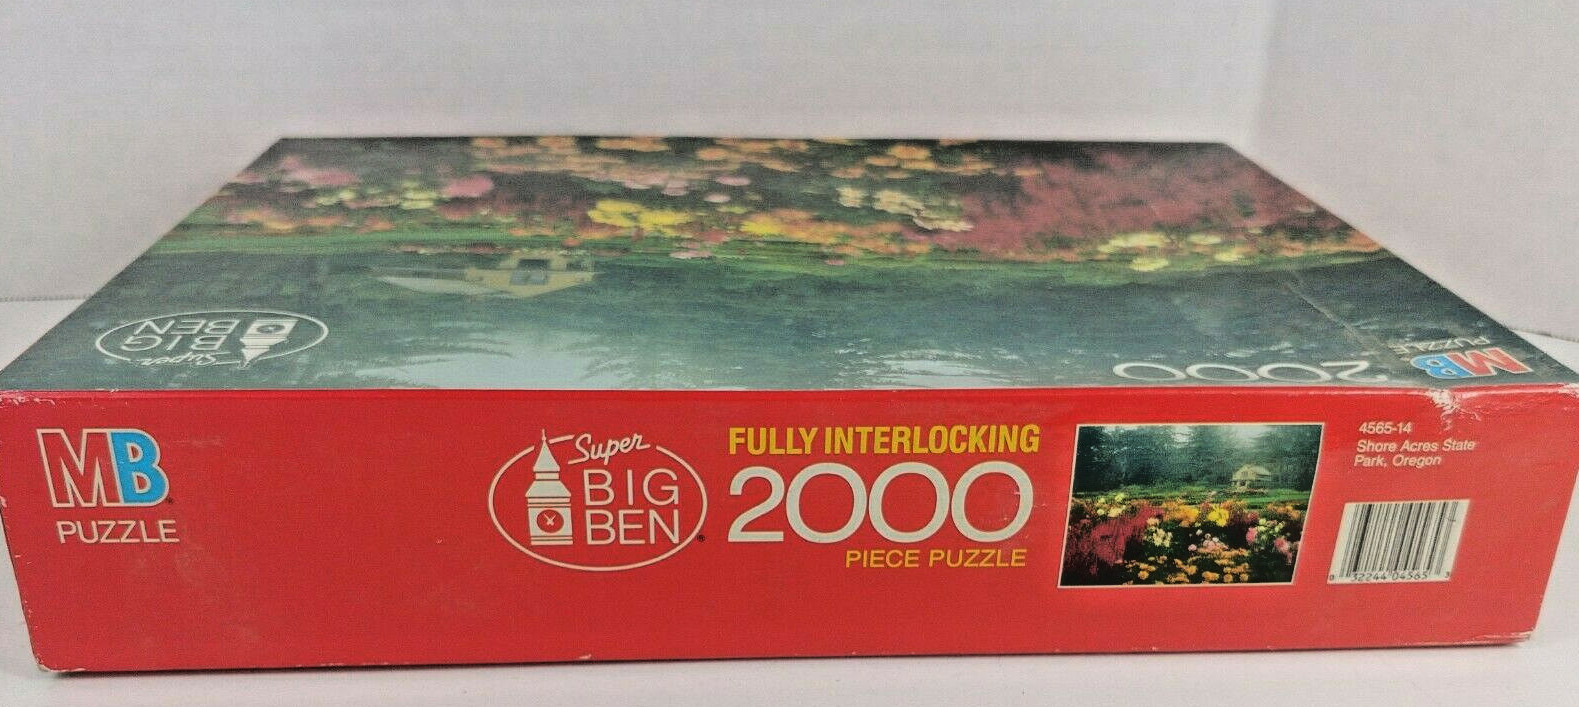 Super
BIG
BEN
2000
MB
PUZZLE
MB
PUZZLE
Super
BIG
BEN®
FULLY INTERLOCKING
2000
PIECE PUZZLE
4565-14
Shore Acres State
Park, Oregon
0 32244 04565 3